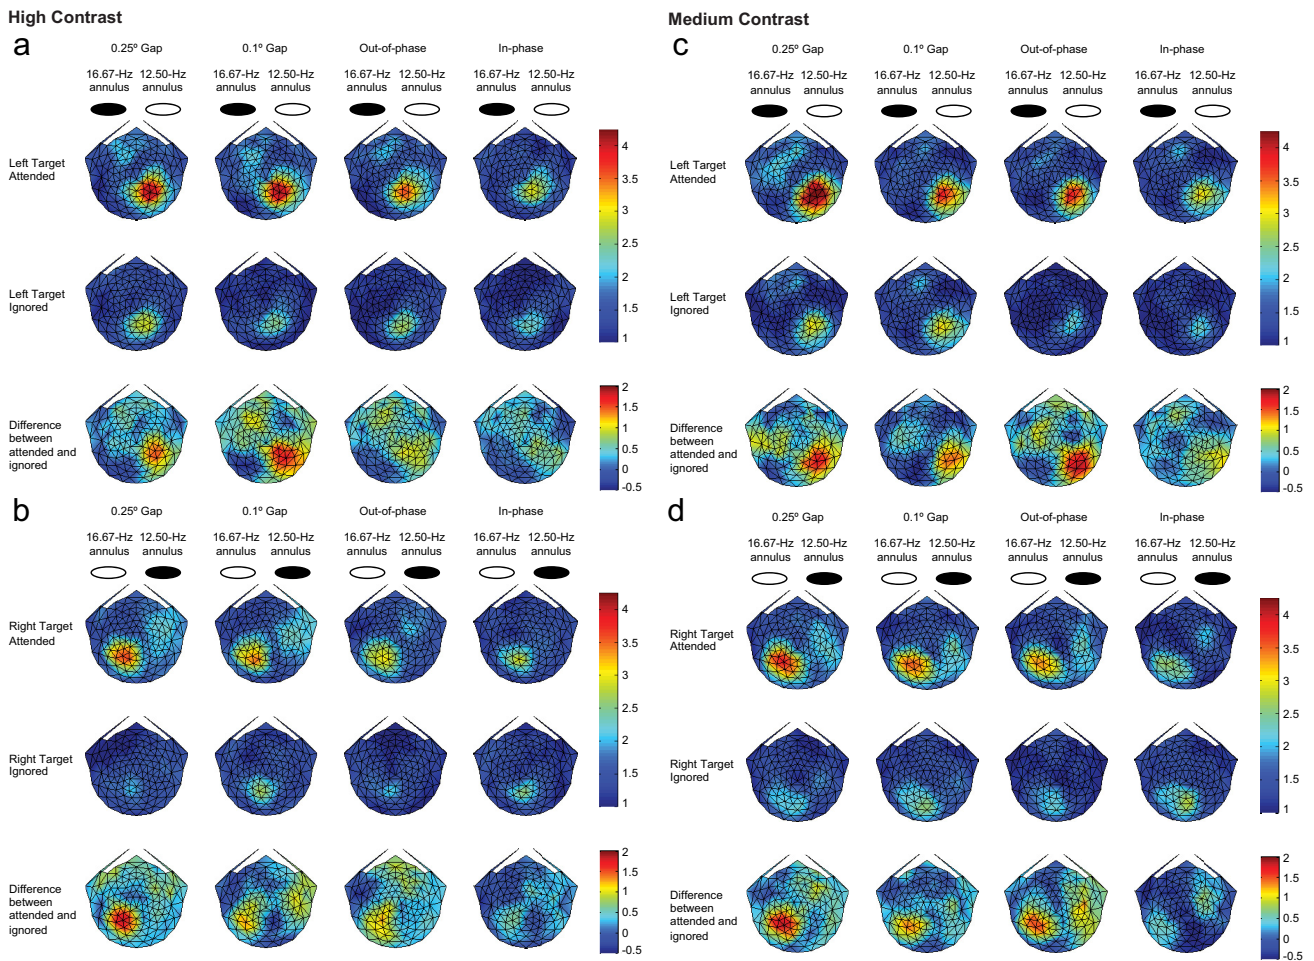 High Contrast
a
0.25º Gap 0.1º Gap Out-of-phase In-phase
16.67-Hz 12.50-Hz 16.67-Hz 12.50-Hz 16.67-Hz 12.50-Hz 16.67-Hz 12.50-Hz
annulus annulus annulus annulus annulus annulus annulus annulus
Left Target
Attended
4
3.5
3
2.5
2
1.5
1
Left Target
Ignored
Difference
between
attended and
ignored
2
1.5
1
0.5
0
-0.5
b
0.25º Gap 0.1º Gap Out-of-phase In-phase
16.67-Hz 12.50-Hz 16.67-Hz 12.50-Hz 16.67-Hz 12.50-Hz 16.67-Hz 12.50-Hz
annulus annulus annulus annulus annulus annulus annulus annulus
Right Target
Attended
4
3.5
3
2.5
2
1.5
1
Right Target
Ignored
Difference
between
attended and
ignored
2
1.5
1
0.5
0
-0.5
Medium Contrast
c
0.25º Gap 0.1º Gap Out-of-phase In-phase
16.67-Hz 12.50-Hz 16.67-Hz 12.50-Hz 16.67-Hz 12.50-Hz 16.67-Hz 12.50-Hz
annulus annulus annulus annulus annulus annulus annulus annulus
Left Target
Attended
4
3.5
3
2.5
2
1.5
1
Left Target
Ignored
Difference
between
attended and
ignored
2
1.5
1
0.5
0
-0.5
d
0.25º Gap 0.1º Gap Out-of-phase In-phase
16.67-Hz 12.50-Hz 16.67-Hz 12.50-Hz 16.67-Hz 12.50-Hz 16.67-Hz 12.50-Hz
annulus annulus annulus annulus annulus annulus annulus annulus
Right Target
Attended
4
3.5
3
2.5
2
1.5
1
Right Target
Ignored
Difference
between
attended and
ignored
2
1.5
1
0.5
0
-0.5